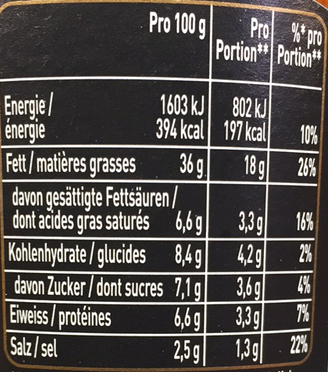 Pro 100 g Pro %* pro
Portion** Portion**
Energie / 1603 kJ 802 kJ
énergie 394 kcal 197 kcal 10%
Fett / matières grasses 36 g 18 g 26%
davon gesättigte Fettsäuren /
dont acides gras saturés 6,6 g 3,3 g 16%
Kohlenhydrate / glucides 8,4 g 4,2 g 2%
davon Zucker / dont sucres 7,1 g 3,6 g 4%
Eiweiss / protéines 6,6 g 3,3 g 7%
Salz / sel 2,5 g 1,3 g 22%